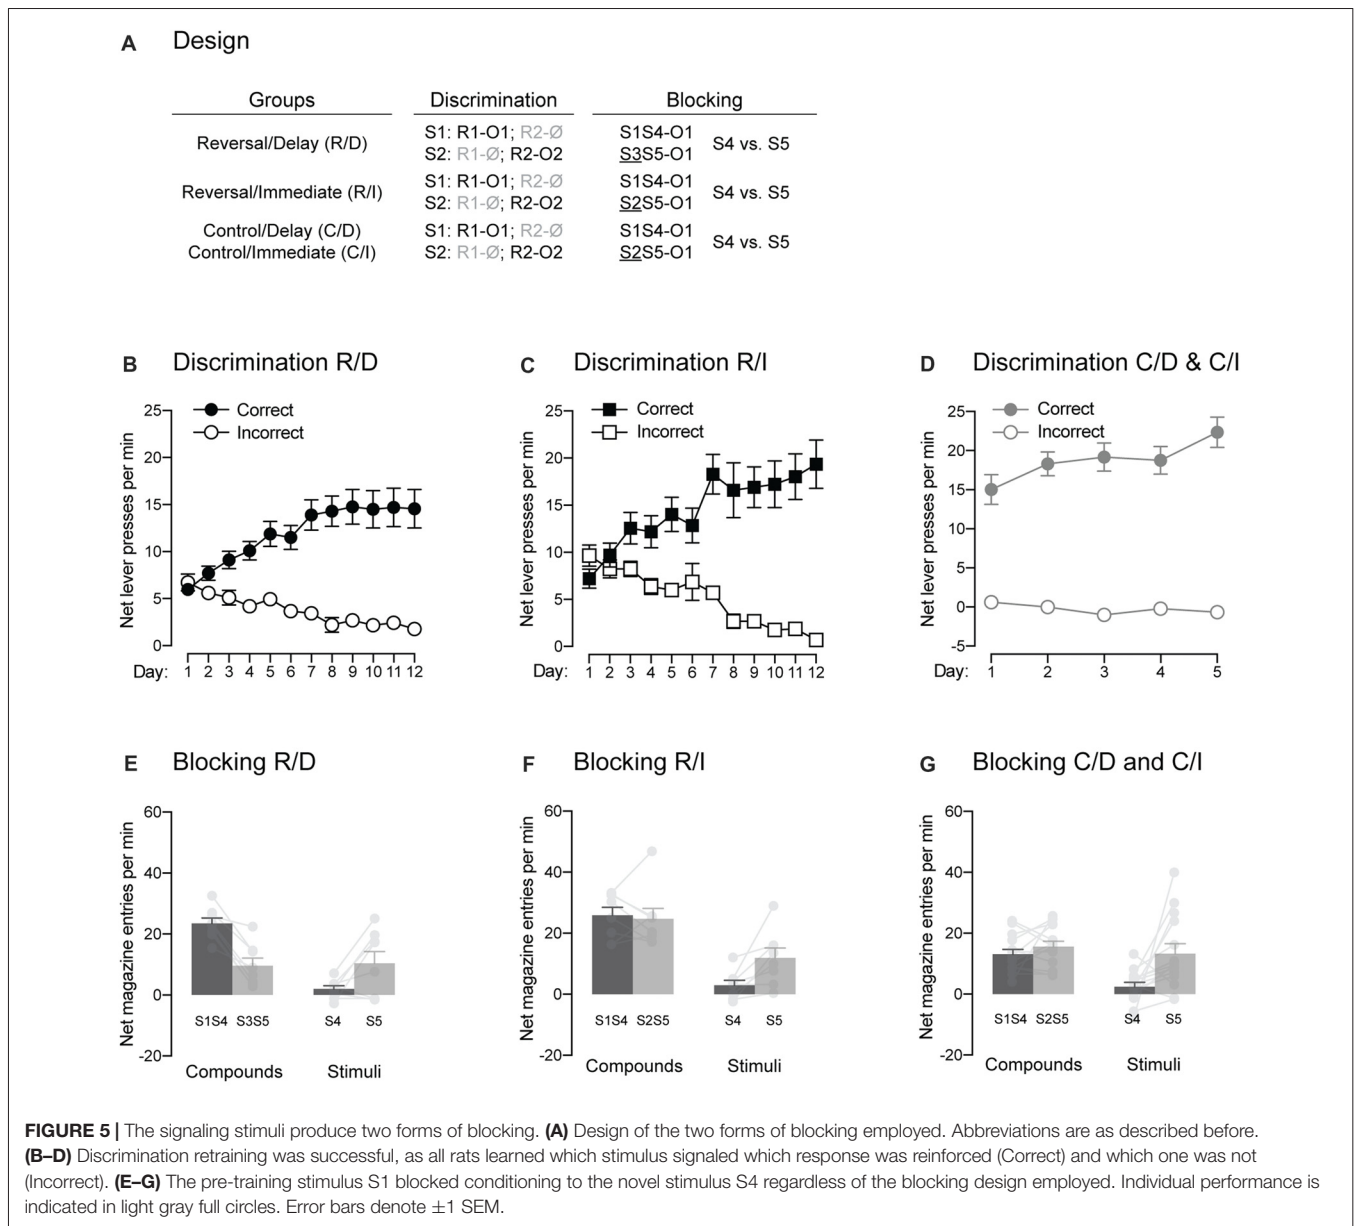 A Design
Groups Discrimination Blocking
Reversal/Delay (R/D) S1: R1-O1; R2-Ø S1S4-O1 S4 vs. S5
S2: R1-Ø; R2-O2 S3S5-O1
Reversal/Immediate (R/I) S1: R1-O1; R2-Ø S1S4-O1 S4 vs. S5
S2: R1-Ø; R2-O2 S2S5-O1
Control/Delay (C/D) S1: R1-O1; R2-Ø S1S4-O1 S4 vs. S5
Control/Immediate (C/I) S2: R1-Ø; R2-O2 S2S5-O1
B Discrimination R/D
Correct
Incorrect
Net lever presses per min
25
20
15
10
5
0
Day: 1 2 3 4 5 6 7 8 9 10 11 12
C Discrimination R/I
Correct
Incorrect
Net lever presses per min
25
20
15
10
5
0
Day: 1 2 3 4 5 6 7 8 9 10 11 12
D Discrimination C/D & C/I
Correct
Incorrect
Net lever presses per min
25
20
15
10
5
0
-5
Day: 1 2 3 4 5
E Blocking R/D
Net magazine entries per min
60
40
20
0
-20
S1S4 S3S5 S4 S5
Compounds Stimuli
F Blocking R/I
Net magazine entries per min
60
40
20
0
-20
S1S4 S2S5 S4 S5
Compounds Stimuli
G Blocking C/D and C/I
Net magazine entries per min
60
40
20
0
-20
S1S4 S2S5 S4 S5
Compounds Stimuli
FIGURE 5 | The signaling stimuli produce two forms of blocking. (A) Design of the two forms of blocking employed. Abbreviations are as described before.
(B–D) Discrimination retraining was successful, as all rats learned which stimulus signaled which response was reinforced (Correct) and which one was not
(Incorrect). (E–G) The pre-training stimulus S1 blocked conditioning to the novel stimulus S4 regardless of the blocking design employed. Individual performance is
indicated in light gray full circles. Error bars denote ±1 SEM.